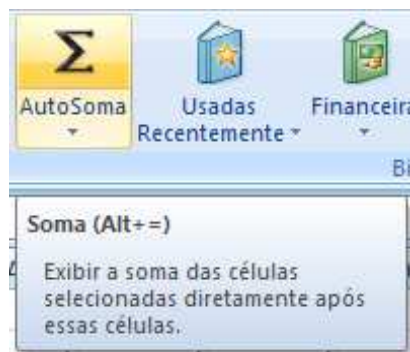 AutoSoma
Usadas
Recentemente
Financeira
Soma (Alt+=)
Exibir a soma das células
selecionadas diretamente após
essas células.